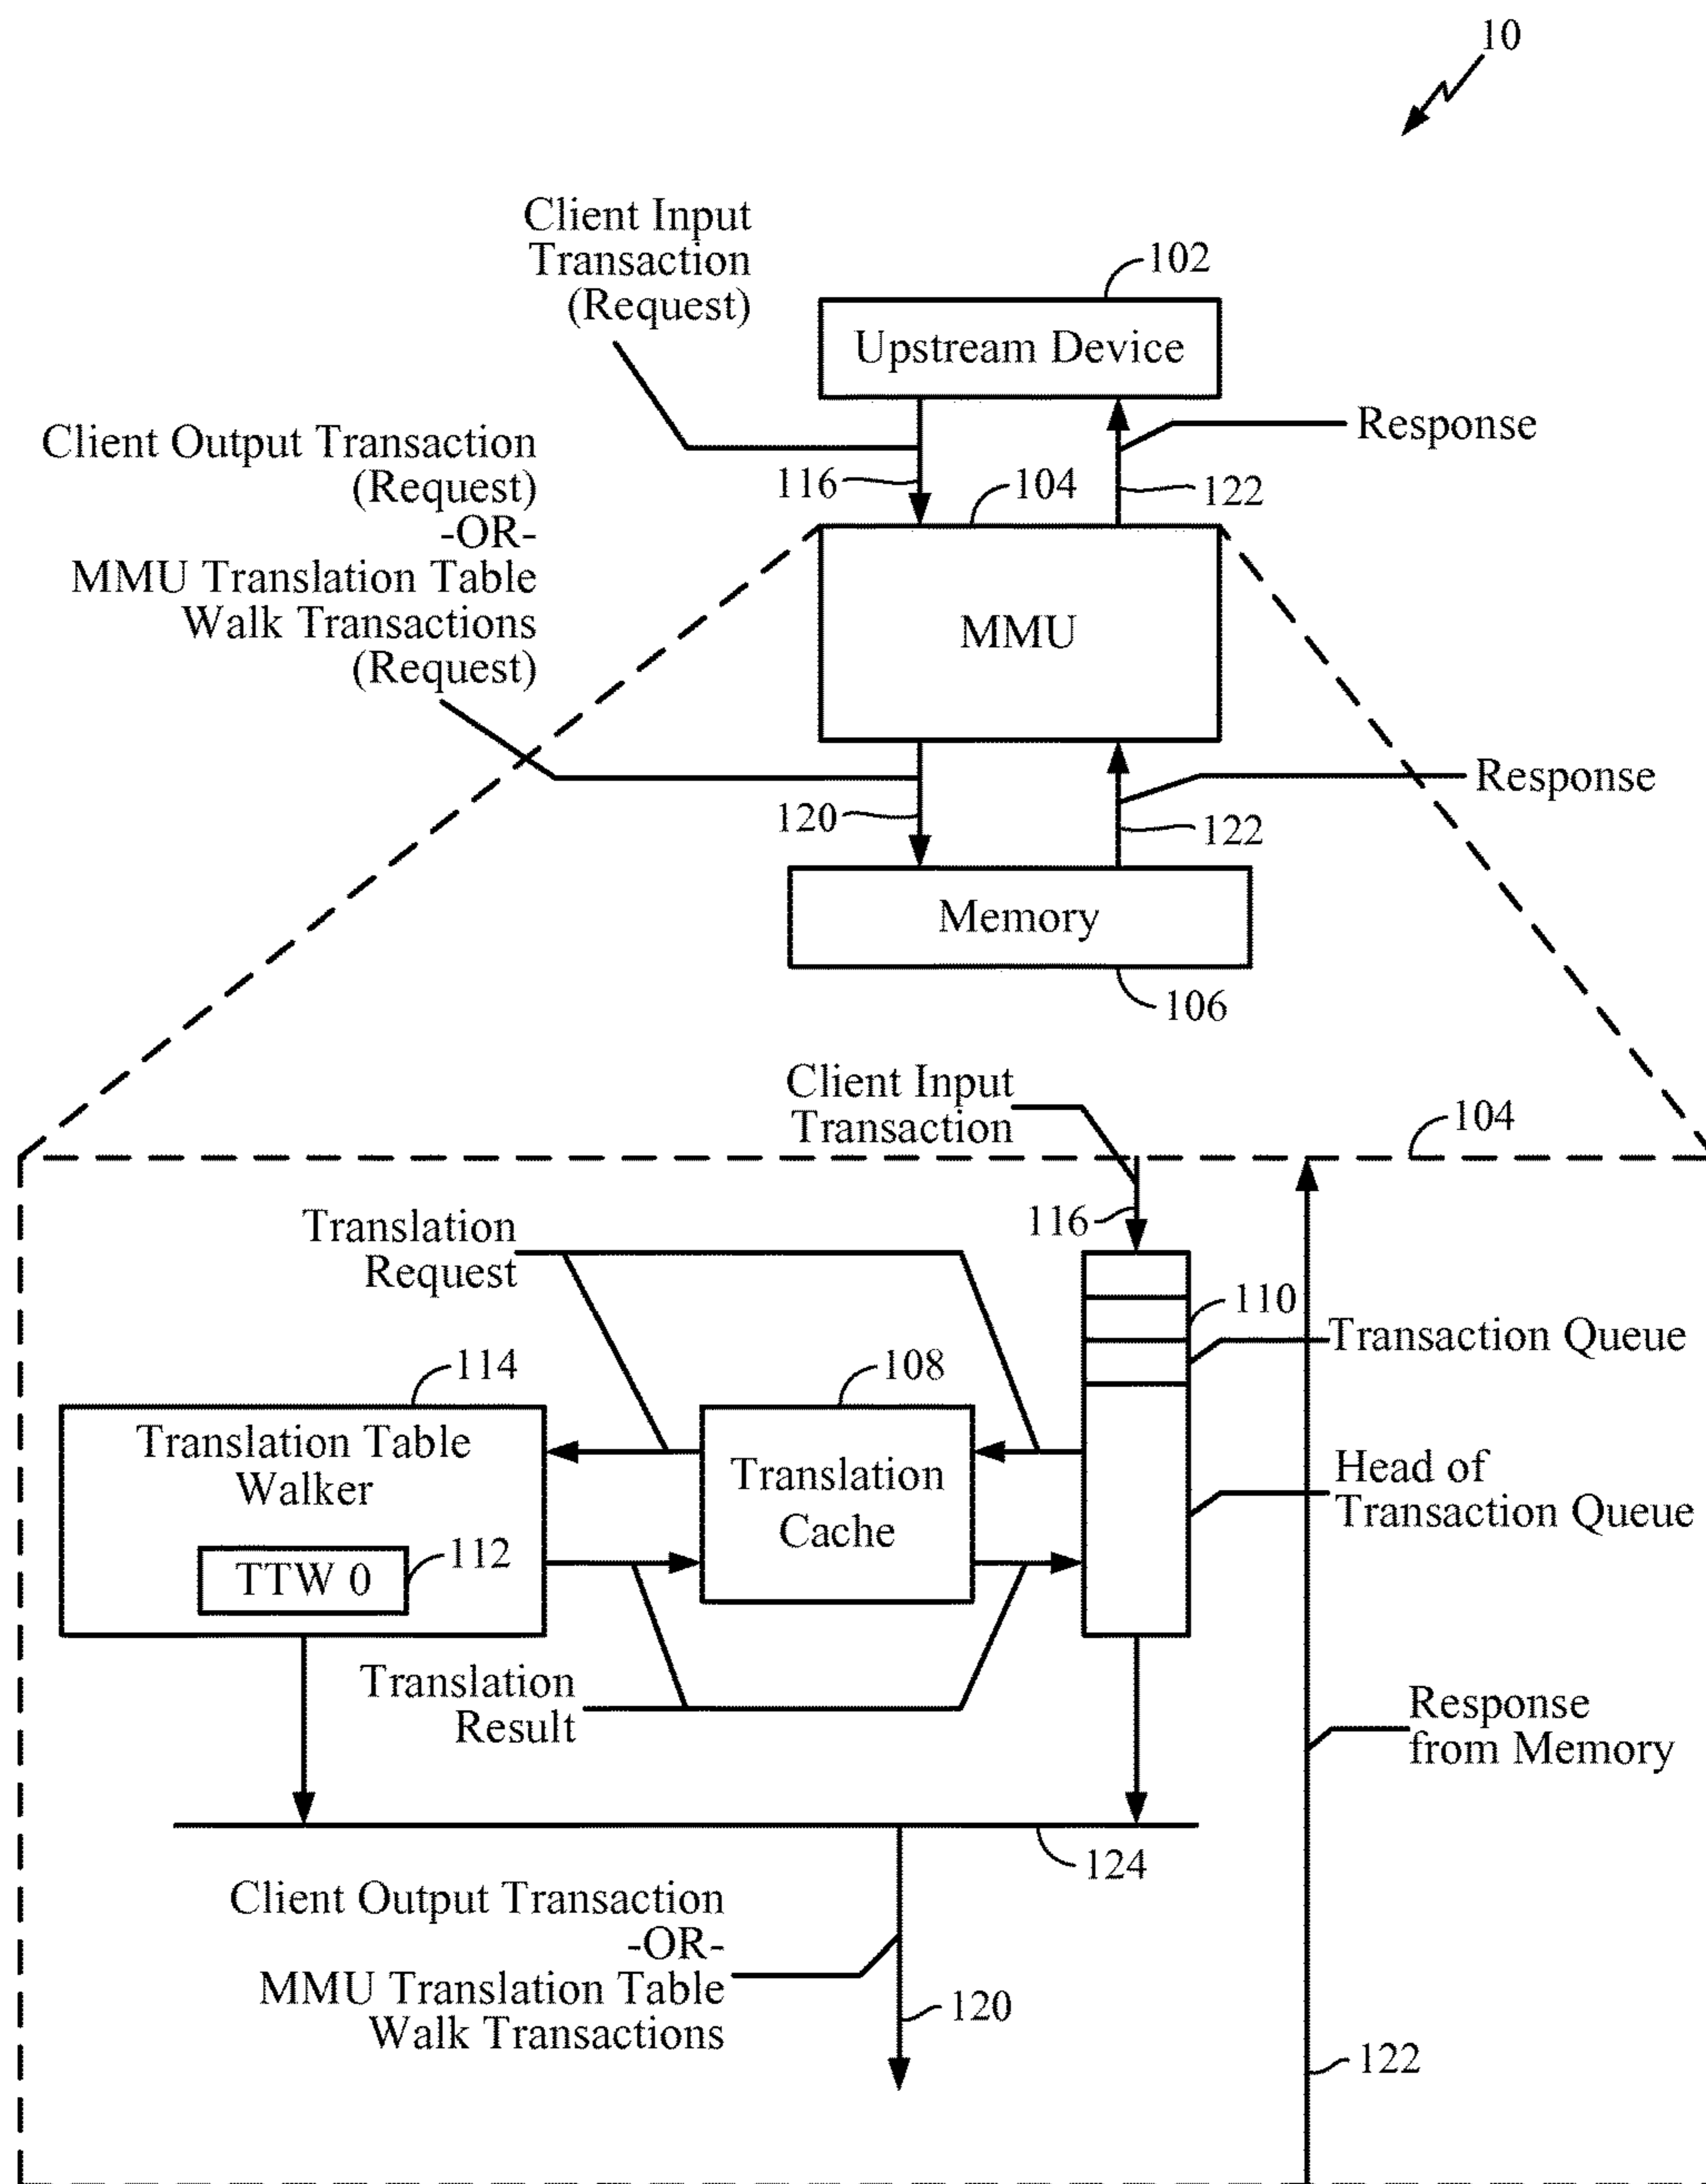 10
Client Input
Transaction
(Request)
102
Upstream Device
Client Output Transaction
(Request)
-OR-
MMU Translation Table
Walk Transactions
(Request)
Response
116
104
122
MMU
Response
120
122
Memory
106
Client Input
Transaction
104
116
Translation
Request
110
Transaction Queue
114
108
Translation Table
Walker
Translation
Cache
Head of
Transaction Queue
TTW 0
112
Translation
Result
Response
from Memory
124
Client Output Transaction
-OR-
MMU Translation Table
Walk Transactions
120
122